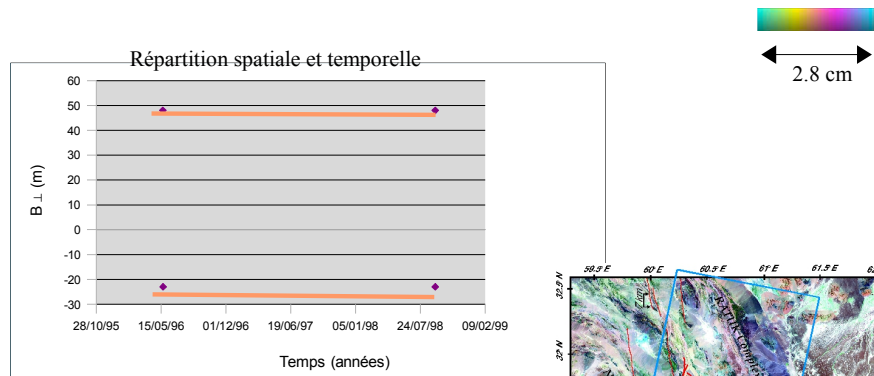 Répartition spatiale et temporelle
2.8 cm
60
50
40
30
20
10
0
-10
-20
-30
B ⊥ (m)
28/10/95 15/05/96 01/12/96 19/06/97 05/01/98 24/07/98 09/02/99
Temps (années)
59.5° E 60° E 60.5° E 61° E 61.5° E
32.5° N
32° N
RATUK Complex